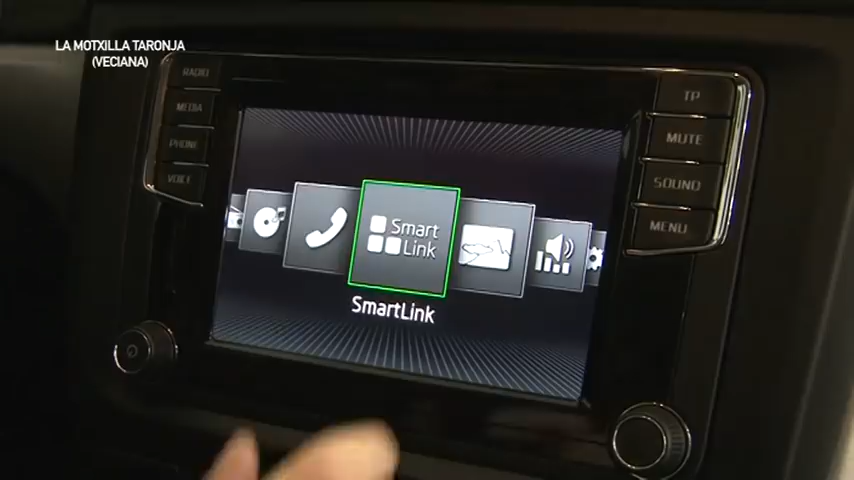 LA MOTXILLA TARONJA
(VECIANA)
RADIO
MEDIA
PHONE
VOICE
TP
MUTE
SOUND
MENU
Smart
Link
SmartLink